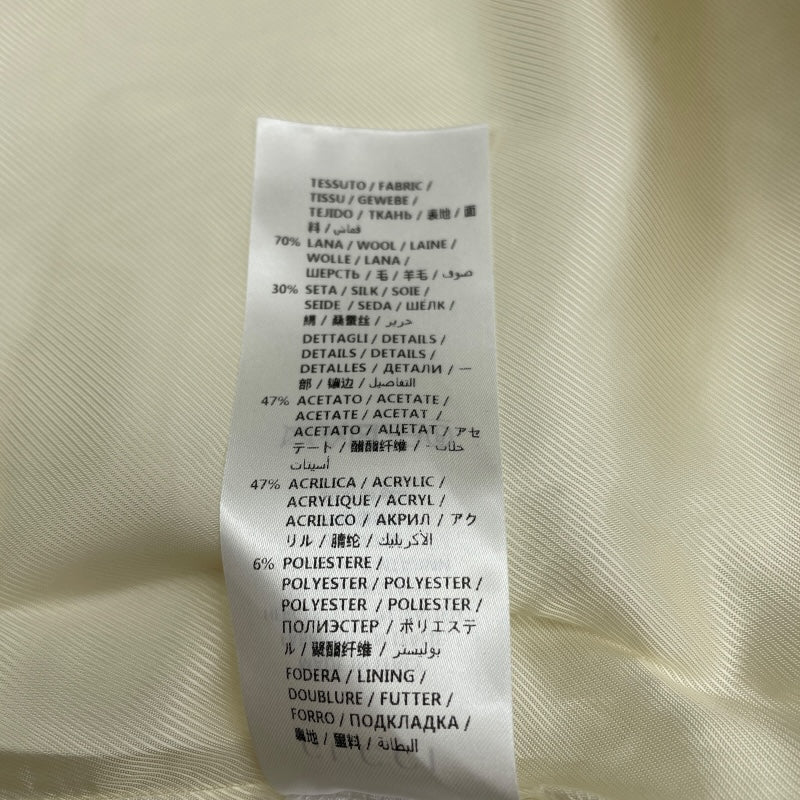 TESSUTO / FABRIC /
TISSU / GEWEBE /
TEJIDO / ТКАНЬ / 裏地 / 面
料 / قماش
70% LANA / WOOL / LAINE /
WOLLE / LANA /
ШЕРСТЬ / 毛 / 羊毛 / صوف
30% SETA / SILK / SOIE /
SEIDE / SEDA / ШЁЛК /
絹 / 桑蚕丝 / حرير
DETTAGLI / DETAILS /
DETAILS / DETAILS /
DETALLES / ДЕТАЛИ / 一
部 / 镶边 / التفاصيل
47% ACETATO / ACETATE /
ACETATE / ACETAT /
ACETATO / АЦЕТАТ / アセ
テート / 醋酯纤维 /
أسيتات
47% ACRILICA / ACRYLIC /
ACRYLIQUE / ACRYL /
ACRILICO / АКРИЛ / アク
リル / 腈纶 / الأكريليك
6% POLIESTERE /
POLYESTER / POLYESTER /
POLYESTER / POLIESTER /
ПОЛИЭСТЕР / ポリエステ
ル / 聚酯纤维 / بوليستر
FODERA / LINING /
DOUBLURE / FUTTER /
FORRO / ПОДКЛАДКА /
裏地 / 里料 / البطانة